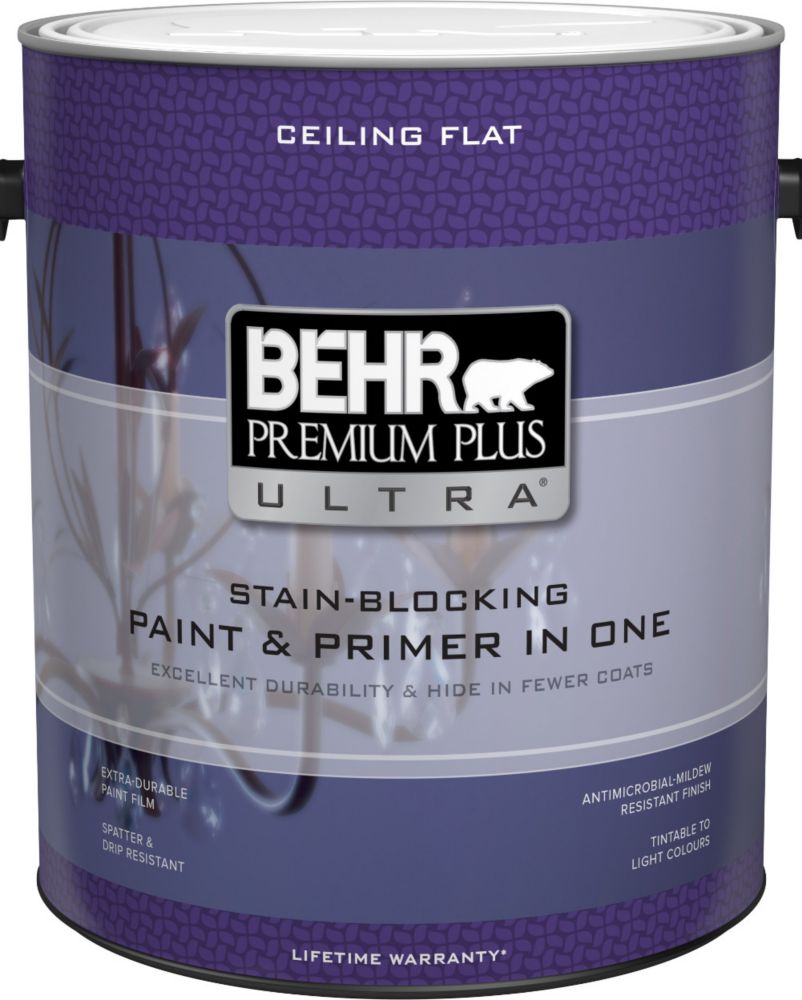 CEILING FLAT
BEHR
PREMIUM PLUS
ULTRA®
STAIN-BLOCKING
PAINT & PRIMER IN ONE
EXCELLENT DURABILITY & HIDE IN FEWER COATS
EXTRA-DURABLE
PAINT FILM
SPATTER &
DRIP RESISTANT
ANTIMICROBIAL-MILDEW
RESISTANT FINISH
TINTABLE TO
LIGHT COLOURS
LIFETIME WARRANTY*